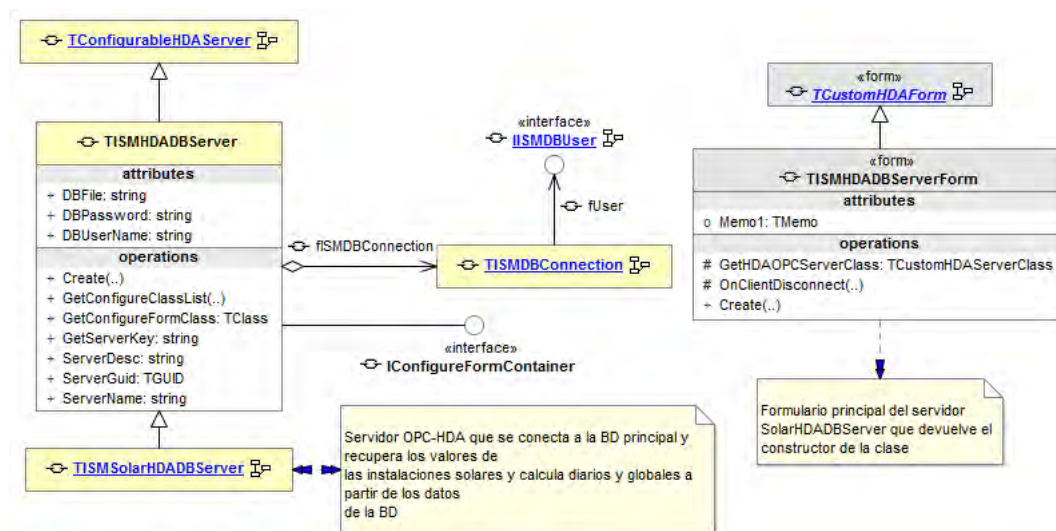 TConfigurableHDAServer
TISMHDADBServer
attributes
+ DBFile: string
+ DBPassword: string
+ DBUserName: string
operations
+ Create(..)
+ GetConfigureClassList(..)
+ GetConfigureFormClass: TClass
+ GetServerKey: string
+ ServerDesc: string
+ ServerGuid: TGUID
+ ServerName: string
TISMSolarHDADBServer
fISMDBConnection
«interface»
IISMDBUser
fUser
TISMDBConnection
«interface»
IConfigureFormContainer
Servidor OPC-HDA que se conecta a la BD principal y
recupera los valores de
las instalaciones solares y calcula diarios y globales a
partir de los datos
de la BD
«form»
TCustomHDAForm
«form»
TISMHDADBServerForm
attributes
o Memo1: TMemo
operations
# GetHDAOPCServerClass: TCustomHDAServerClass
# OnClientDisconnect(..)
+ Create(..)
Formulario principal del servidor
SolarHDADBServer que devuelve el
constructor de la clase